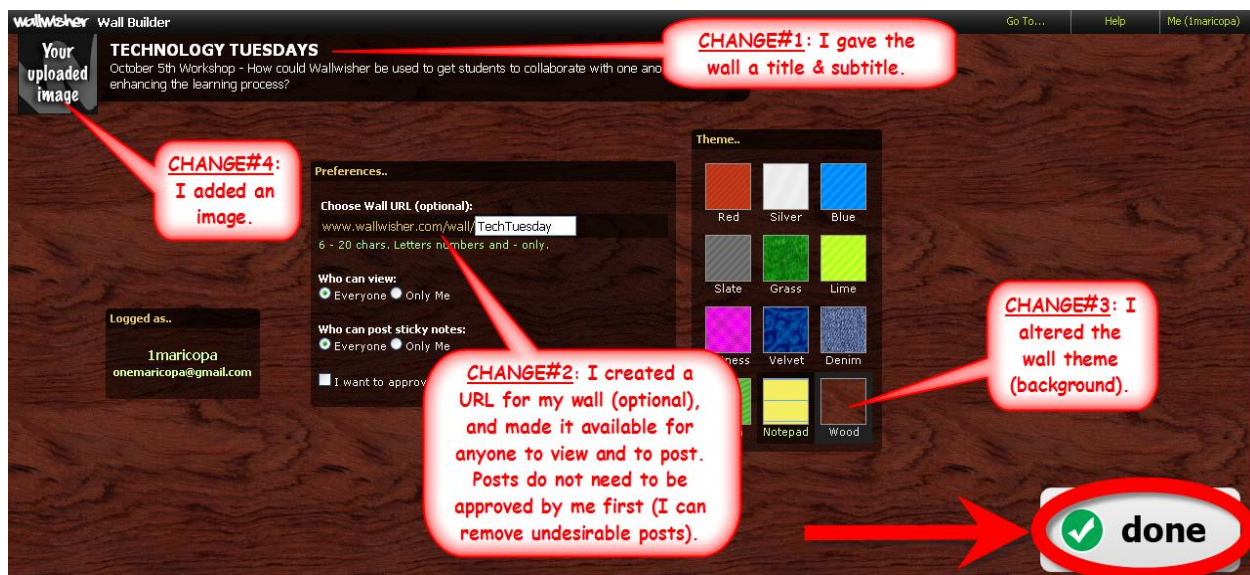 wallwisher Wall Builder
Go To...
Help
Me (1maricopa)
Your
uploaded
image
TECHNOLOGY TUESDAYS
October 5th Workshop - How could Wallwisher be used to get students to collaborate with one
enhancing the learning process?
CHANGE#1: I gave the
wall a title & subtitle.
CHANGE#4:
I added an
image.
Preferences..
Choose Wall URL (optional):
www.wallwisher.com/wall/TechTuesday
6 - 20 chars. Letters numbers and - only.
Who can view:
Everyone Only Me
Who can post sticky notes:
Everyone Only Me
I want to
Logged as..
1maricopa
onemaricopa@gmail.com
CHANGE#2: I created a
URL for my wall (optional),
and made it available for
anyone to view and to post.
Posts do not need to be
approved by me first (I can
remove undesirable posts).
Theme..
Red Silver Blue
Slate Grass Lime
Velvet Denim
Notepad Wood
CHANGE#3: I
altered the
wall theme
(background).
done